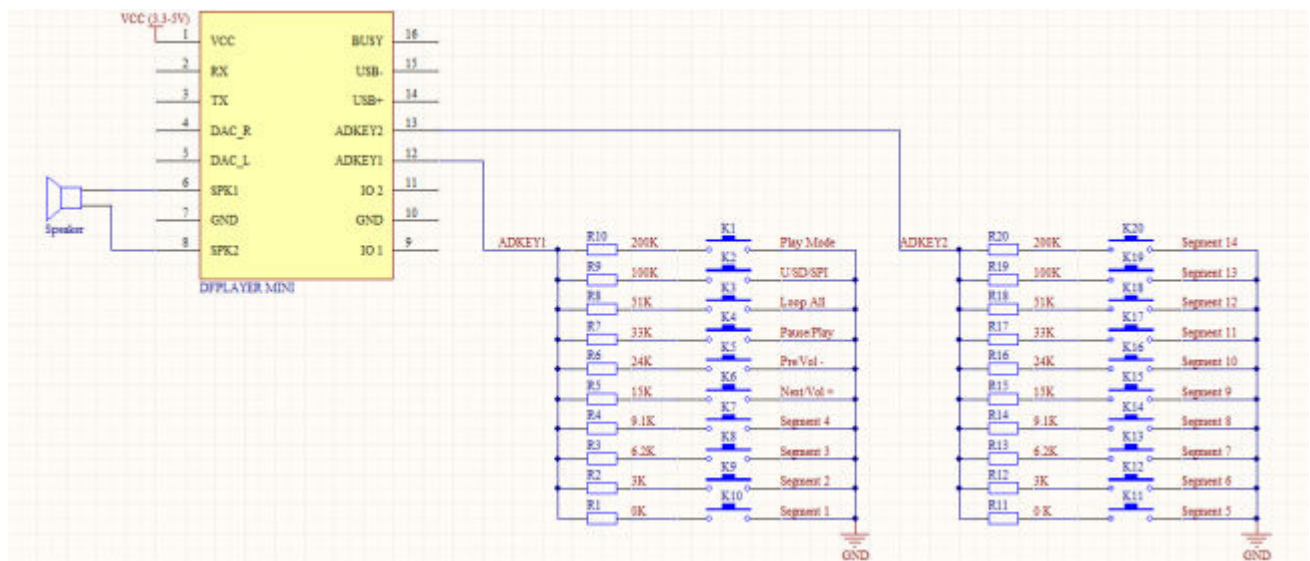 VCC (3.3-5V)
1 VCC BUSY 16
2 RX USB- 15
3 TX USB+ 14
4 DAC_R ADKEY2 13
5 DAC_L ADKEY1 12
6 SPK1 IO 2 11
7 GND GND 10
8 SPK2 IO 1 9
Speaker
DFPLAYER MINI
ADKEY1
R10 200K K1 Play Mode
R9 100K K2 U/SD/SPI
R8 51K K3 Loop All
R7 33K K4 Pause/Play
R6 24K K5 Pre/Vol -
R5 15K K6 Next/Vol +
R4 9.1K K7 Segment 4
R3 6.2K K8 Segment 3
R2 3K K9 Segment 2
R1 0K K10 Segment 1
GND
ADKEY2
R20 200K K20 Segment 14
R19 100K K19 Segment 13
R18 51K K18 Segment 12
R17 33K K17 Segment 11
R16 24K K16 Segment 10
R15 15K K15 Segment 9
R14 9.1K K14 Segment 8
R13 6.2K K13 Segment 7
R12 3K K12 Segment 6
R11 0 K K11 Segment 5
GND